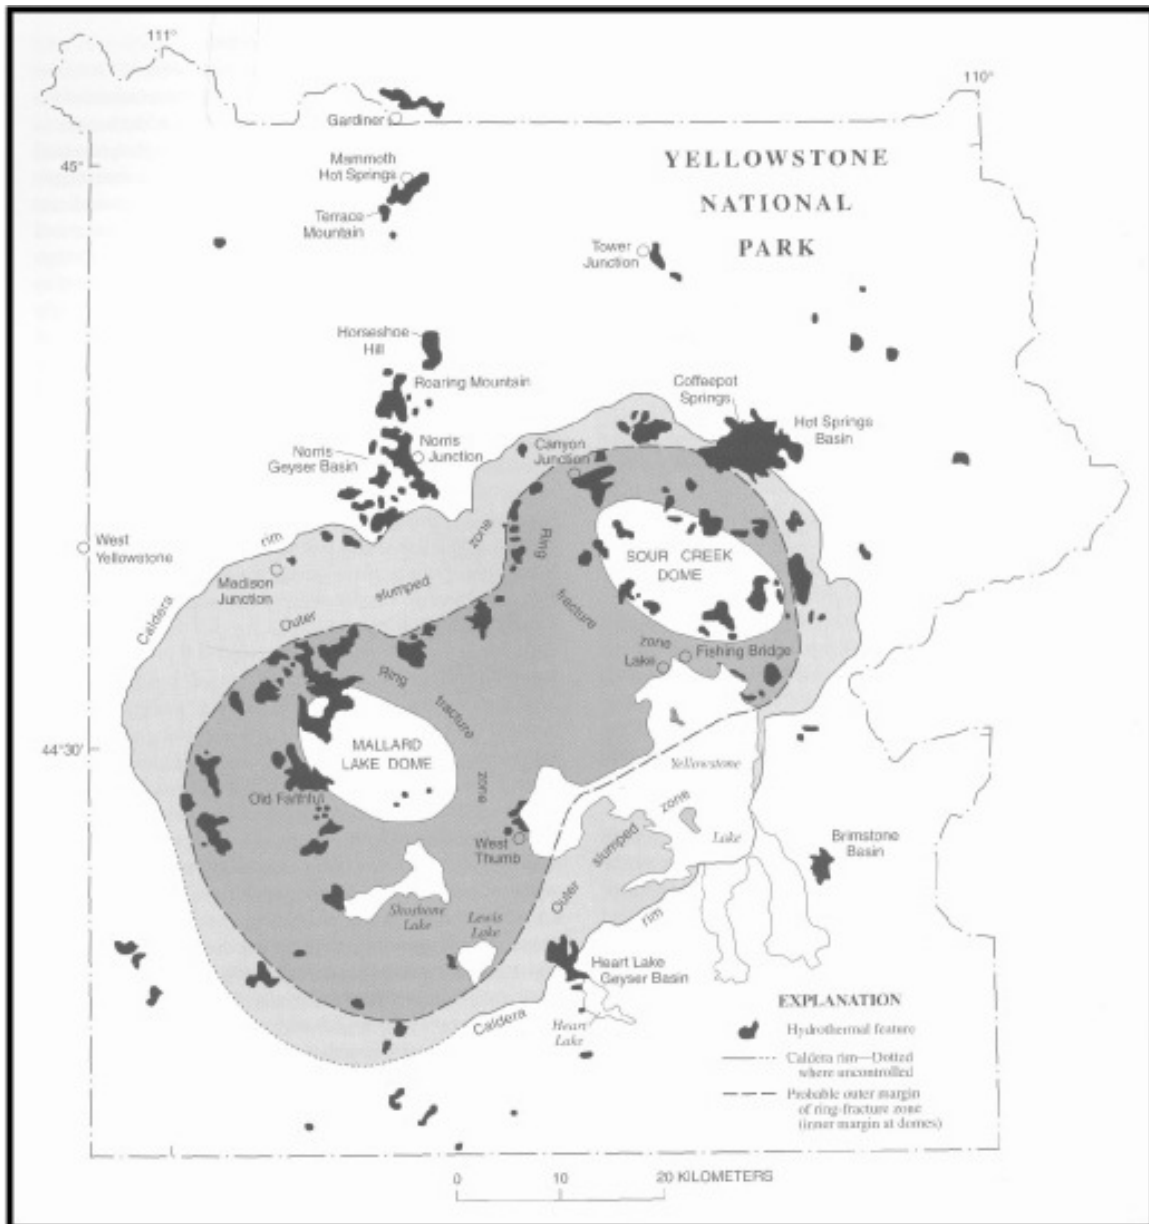 111°
110°
Gardiner
45°
Mammoth
Hot Springs
YELLOWSTONE
NATIONAL
PARK
Terrace
Mountain
Tower
Junction
Horseshoe
Hill
Roaring Mountain
Coffeepot
Springs
Hot Springs
Basin
Norris
Geyser Basin
Norris
Junction
Canyon
Junction
West
Yellowstone
rim
zone
Ring
SOUR CREEK
DOME
Madison
Junction
slumped
Caldera
Outer
fracture
zone
Lake
Fishing Bridge
Ring
fracture
44°30'
MALLARD
LAKE DOME
Yellowstone
zone
Old Faithful
zone
Lake
slumped
West
Thumb
Brimstone
Basin
Outer
Shoshone
Lake
Lewis
Lake
rim
Heart Lake
Geyser Basin
Caldera
Heart
Lake
EXPLANATION
Hydrothermal feature
Caldera rim—Dotted
where uncontrolled
Probable outer margin
of ring-fracture zone
(inner margin at domes)
0 10 20 KILOMETERS